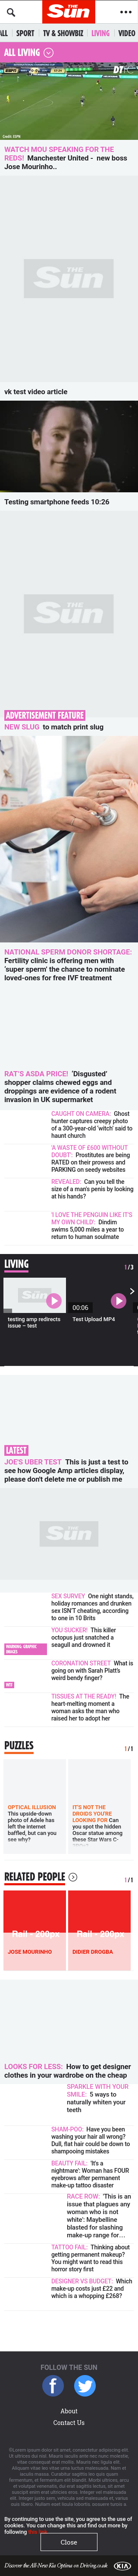 The Sun
ALL SPORT TV & SHOWBIZ LIVING VIDEO
ALL LIVING
ESPN
DT
Credit: ESPN
WATCH MOU SPEAKING FOR THE
REDS! Manchester United - new boss
Jose Mourinho..
vk test video article
Testing smartphone feeds 10:26
ADVERTISEMENT FEATURE
NEW SLUG to match print slug
NATIONAL SPERM DONOR SHORTAGE:
Fertility clinic is offering men with
'super sperm' the chance to nominate
loved-ones for free IVF treatment
RAT'S ASDA PRICE! 'Disgusted'
shopper claims chewed eggs and
droppings are evidence of a rodent
invasion in UK supermarket
CAUGHT ON CAMERA: Ghost
hunter captures creepy photo
of a 300-year-old 'witch' said to
haunt church
'A WASTE OF £600 WITHOUT
DOUBT': Prostitutes are being
RATED on their prowess and
PARKING on seedy websites
REVEALED: Can you tell the
size of a man's penis by looking
at his hands?
'I LOVE THE PENGUIN LIKE IT'S
MY OWN CHILD': Dindim
swims 5,000 miles a year to
return to human soulmate
LIVING
1 / 3
00:06
testing amp redirects
issue – test
Test Upload MP4
LATEST
JOE'S UBER TEST This is just a test to
see how Google Amp articles display,
please don't delete me or publish me
SEX SURVEY One night stands,
holiday romances and drunken
sex ISN'T cheating, according
to one in 10 Brits
YOU SUCKER! This killer
octopus just snatched a
seagull and drowned it
WARNING: GRAPHIC
IMAGES
CORONATION STREET What is
going on with Sarah Platt's
weird bendy finger?
TISSUES AT THE READY! The
heart-melting moment a
woman asks the man who
raised her to adopt her
PUZZLES
1 / 1
OPTICAL ILLUSION
This upside-down
photo of Adele has
left the internet
baffled, but can you
see why?
IT'S NOT THE
DROIDS YOU'RE
LOOKING FOR Can
you spot the hidden
Oscar statue among
these Star Wars C-
RELATED PEOPLE
1 / 1
Rail - 200px
Rail - 200px
JOSE MOURINHO
DIDIER DROGBA
LOOKS FOR LESS: How to get designer
clothes in your wardrobe on the cheap
SPARKLE WITH YOUR
SMILE: 5 ways to
naturally whiten your
teeth
SHAM-POO: Have you been
washing your hair all wrong?
Dull, flat hair could be down to
shampooing mistakes
BEAUTY FAIL: 'It's a
nightmare': Woman has FOUR
eyebrows after permanent
make-up tattoo disaster
RACE ROW: 'This is an
issue that plagues any
woman who is not
white': Maybelline
blasted for slashing
make-up range for…
TATTOO FAIL: Thinking about
getting permanent makeup?
You might want to read this
horror story first
DESIGNER VS BUDGET: Which
make-up costs just £22 and
which is a whopping £268?
FOLLOW THE SUN
About
Contact Us
By continuing to use the site, you agree to the use of
cookies. You can change this and find out more by
following
Close
Discover the All-New Kia Optima on Driving.co.uk
KIA